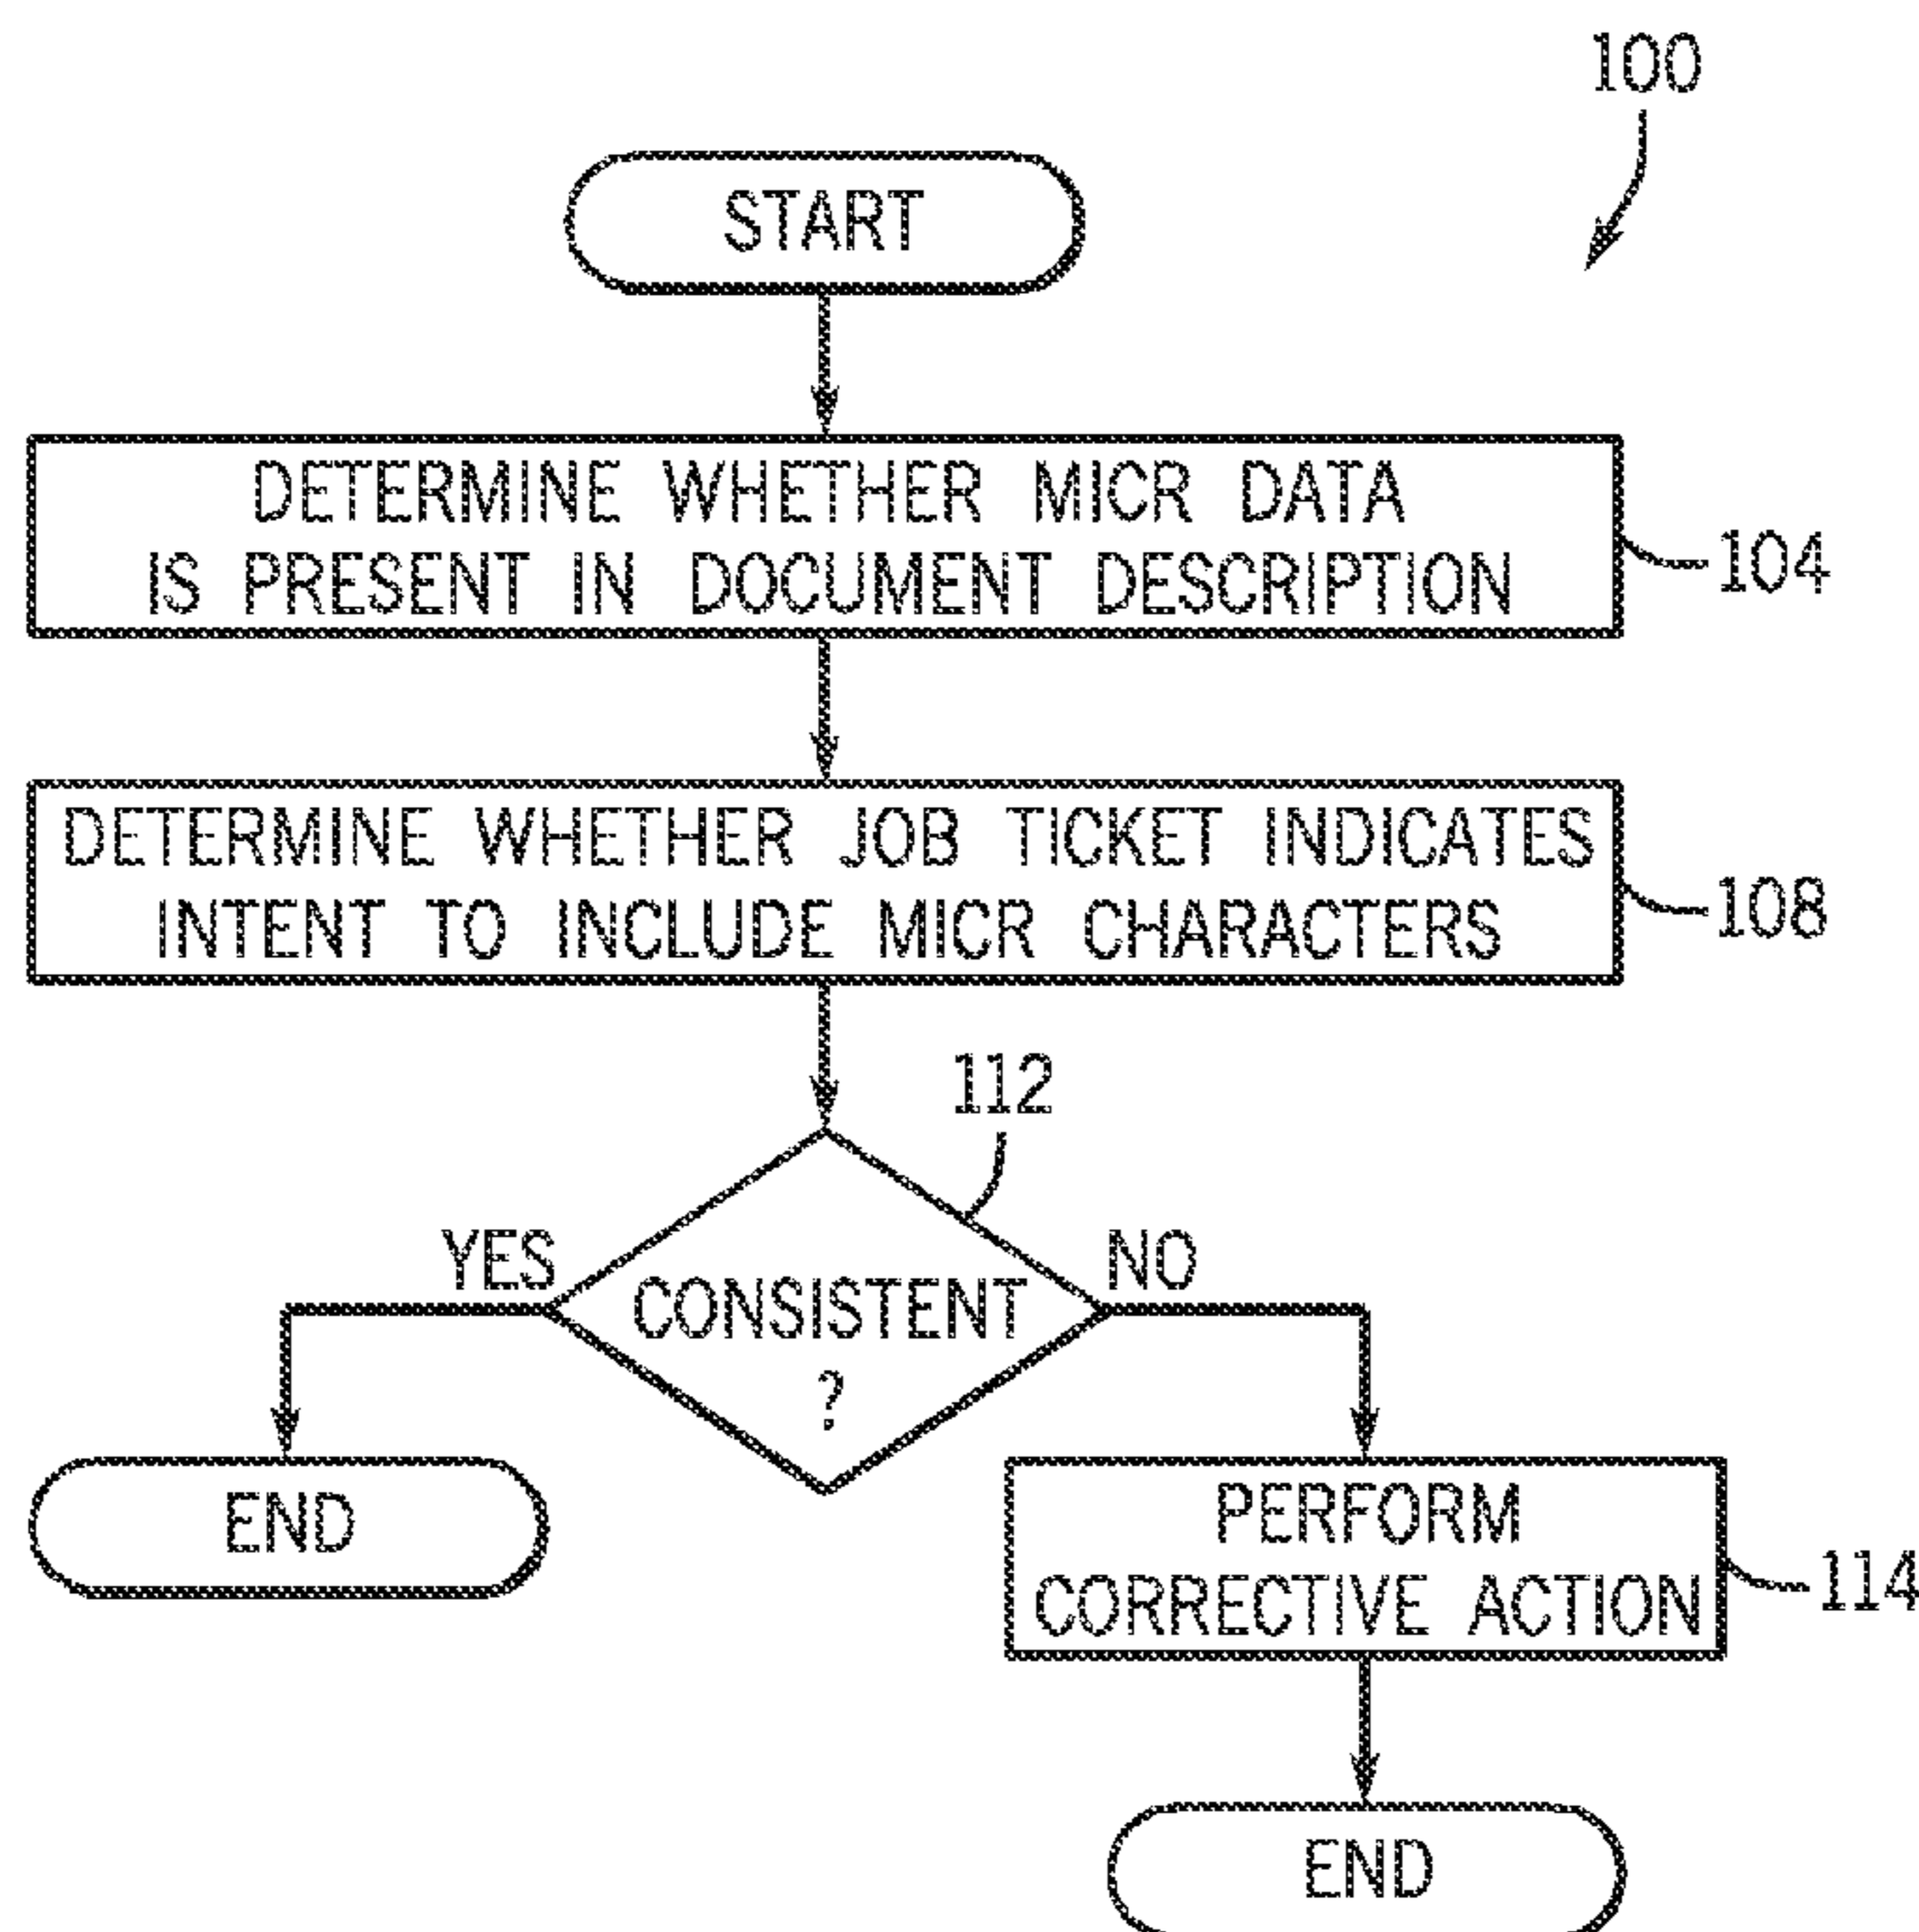 100
START
DETERMINE WHETHER MICR DATA
IS PRESENT IN DOCUMENT DESCRIPTION
104
DETERMINE WHETHER JOB TICKET INDICATES
INTENT TO INCLUDE MICR CHARACTERS
108
112
YES
NO
CONSISTENT
?
END
PERFORM
CORRECTIVE ACTION
114
END